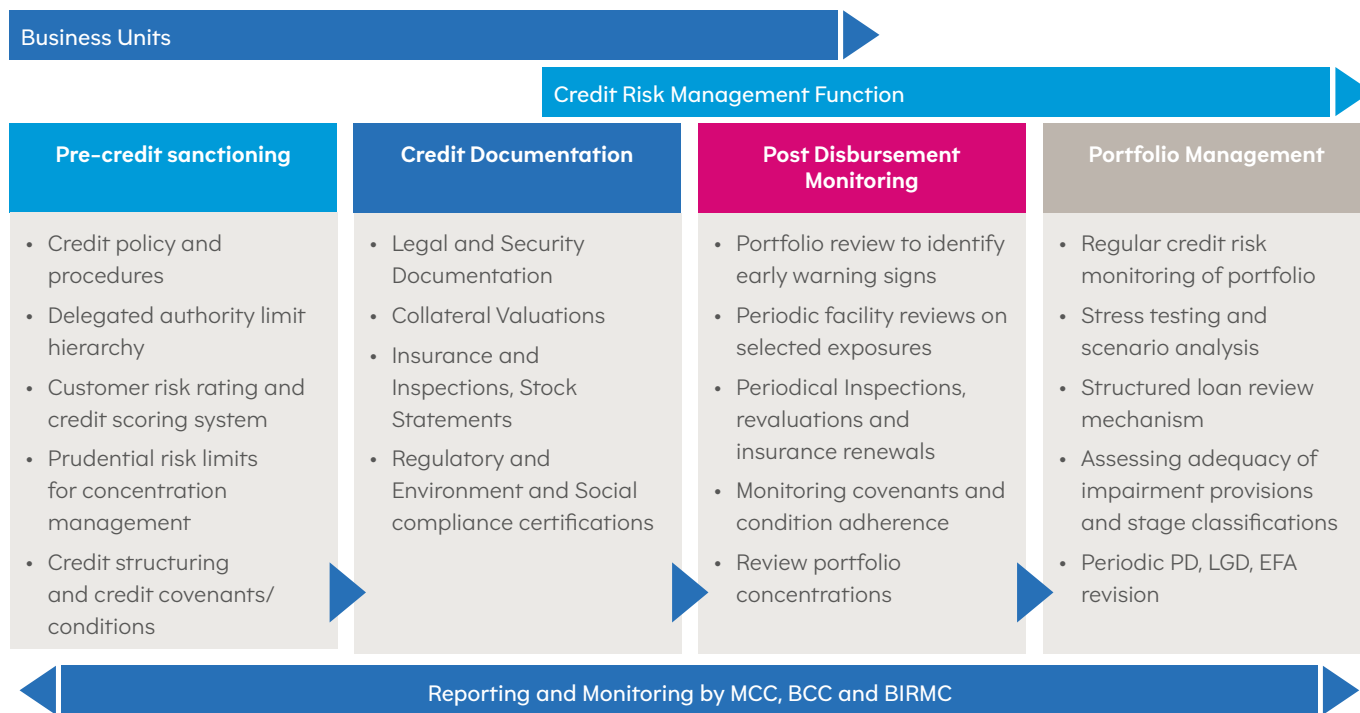 Business Units
Credit Risk Management Function
Pre-credit sanctioning
• Credit policy and
procedures
• Delegated authority limit
hierarchy
• Customer risk rating and
credit scoring system
• Prudential risk limits
for concentration
management
• Credit structuring
and credit covenants/
conditions
Credit Documentation
• Legal and Security
Documentation
• Collateral Valuations
• Insurance and
Inspections, Stock
Statements
• Regulatory and
Environment and Social
compliance certifications
Post Disbursement
Monitoring
• Portfolio review to identify
early warning signs
• Periodic facility reviews on
selected exposures
• Periodical Inspections,
revaluations and
insurance renewals
• Monitoring covenants and
condition adherence
• Review portfolio
concentrations
Portfolio Management
• Regular credit risk
monitoring of portfolio
• Stress testing and
scenario analysis
• Structured loan review
mechanism
• Assessing adequacy of
impairment provisions
and stage classifications
• Periodic PD, LGD, EFA
revision
Reporting and Monitoring by MCC, BCC and BIRMC